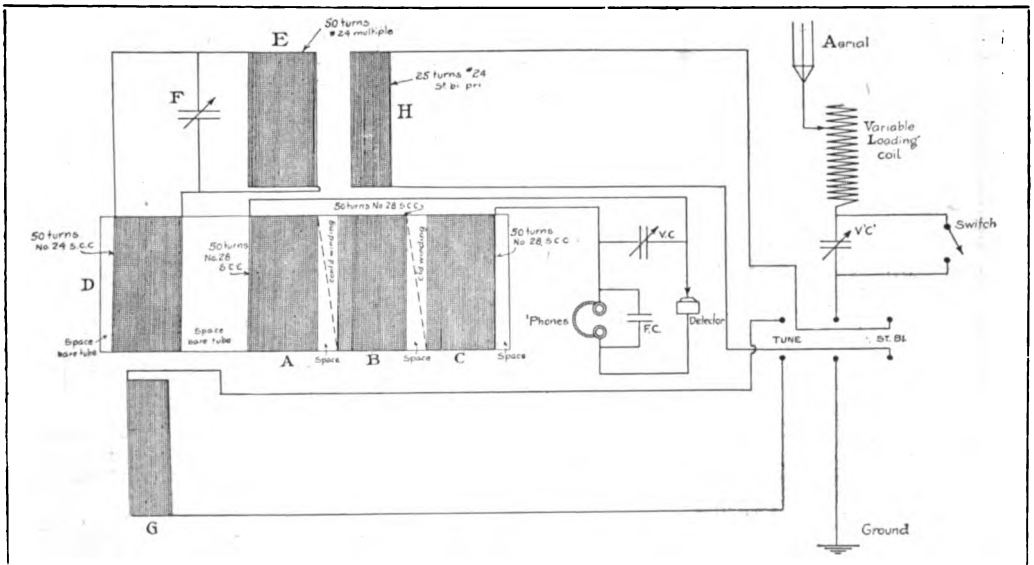 E
50 turns
#24 multiple
Aerial
F
25 turns #24
St. bi. pri
H
Variable
Loading
coil
50 turns No. 28 S.C.C.
50 turns
No. 24 S.C.C
50 turns
No. 28
S.C.C
50 turns
No. 28, S.C.C.
V.C.
"V.C"
Switch
D
'Phones
F.C.
Detector
Space
bare tube
Space
bare tube
A
Space
B
Space
C
Space
TUNE
ST. BI.
G
Ground